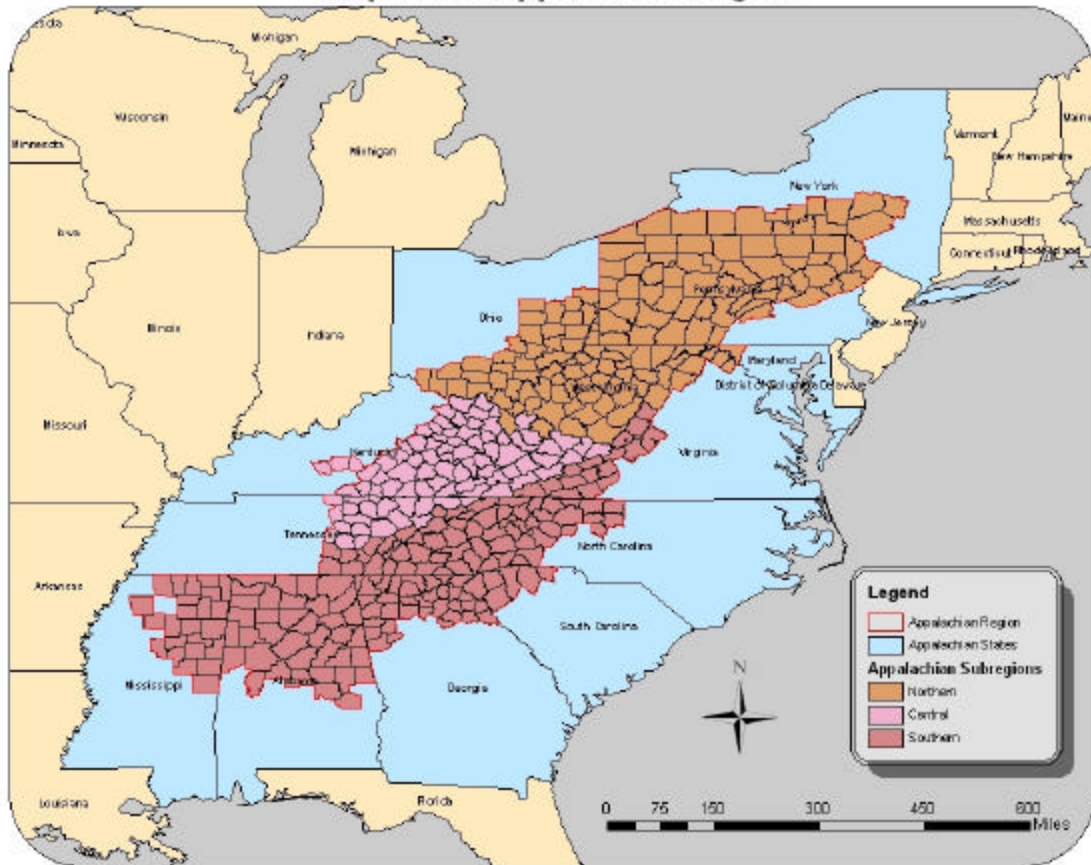 Michigan
Wisconsin
Minnesota
Michigan
Vermont
Maine
New Hampshire
New York
Iowa
Massachusetts
Connecticut
Rhode Island
Pennsylvania
Illinois
Indiana
Ohio
New Jersey
Maryland
District of Columbia
Delaware
West Virginia
Missouri
Kentucky
Virginia
Tennessee
North Carolina
Arkansas
South Carolina
Mississippi
Alabama
Georgia
Louisiana
Florida
Legend
Appalachian Region
Appalachian States
Appalachian Subregions
Northern
Central
Southern
N
0 75 150 300 450 600
Miles